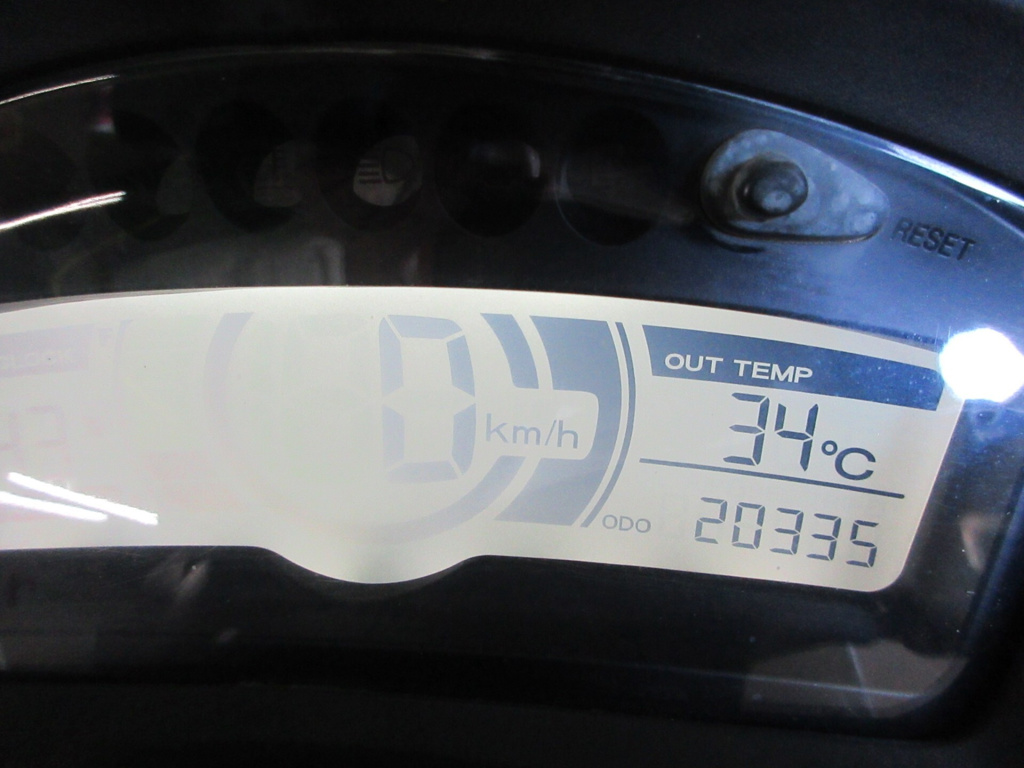 RESET
OUT TEMP
34°C
0 km/h
ODO 20335